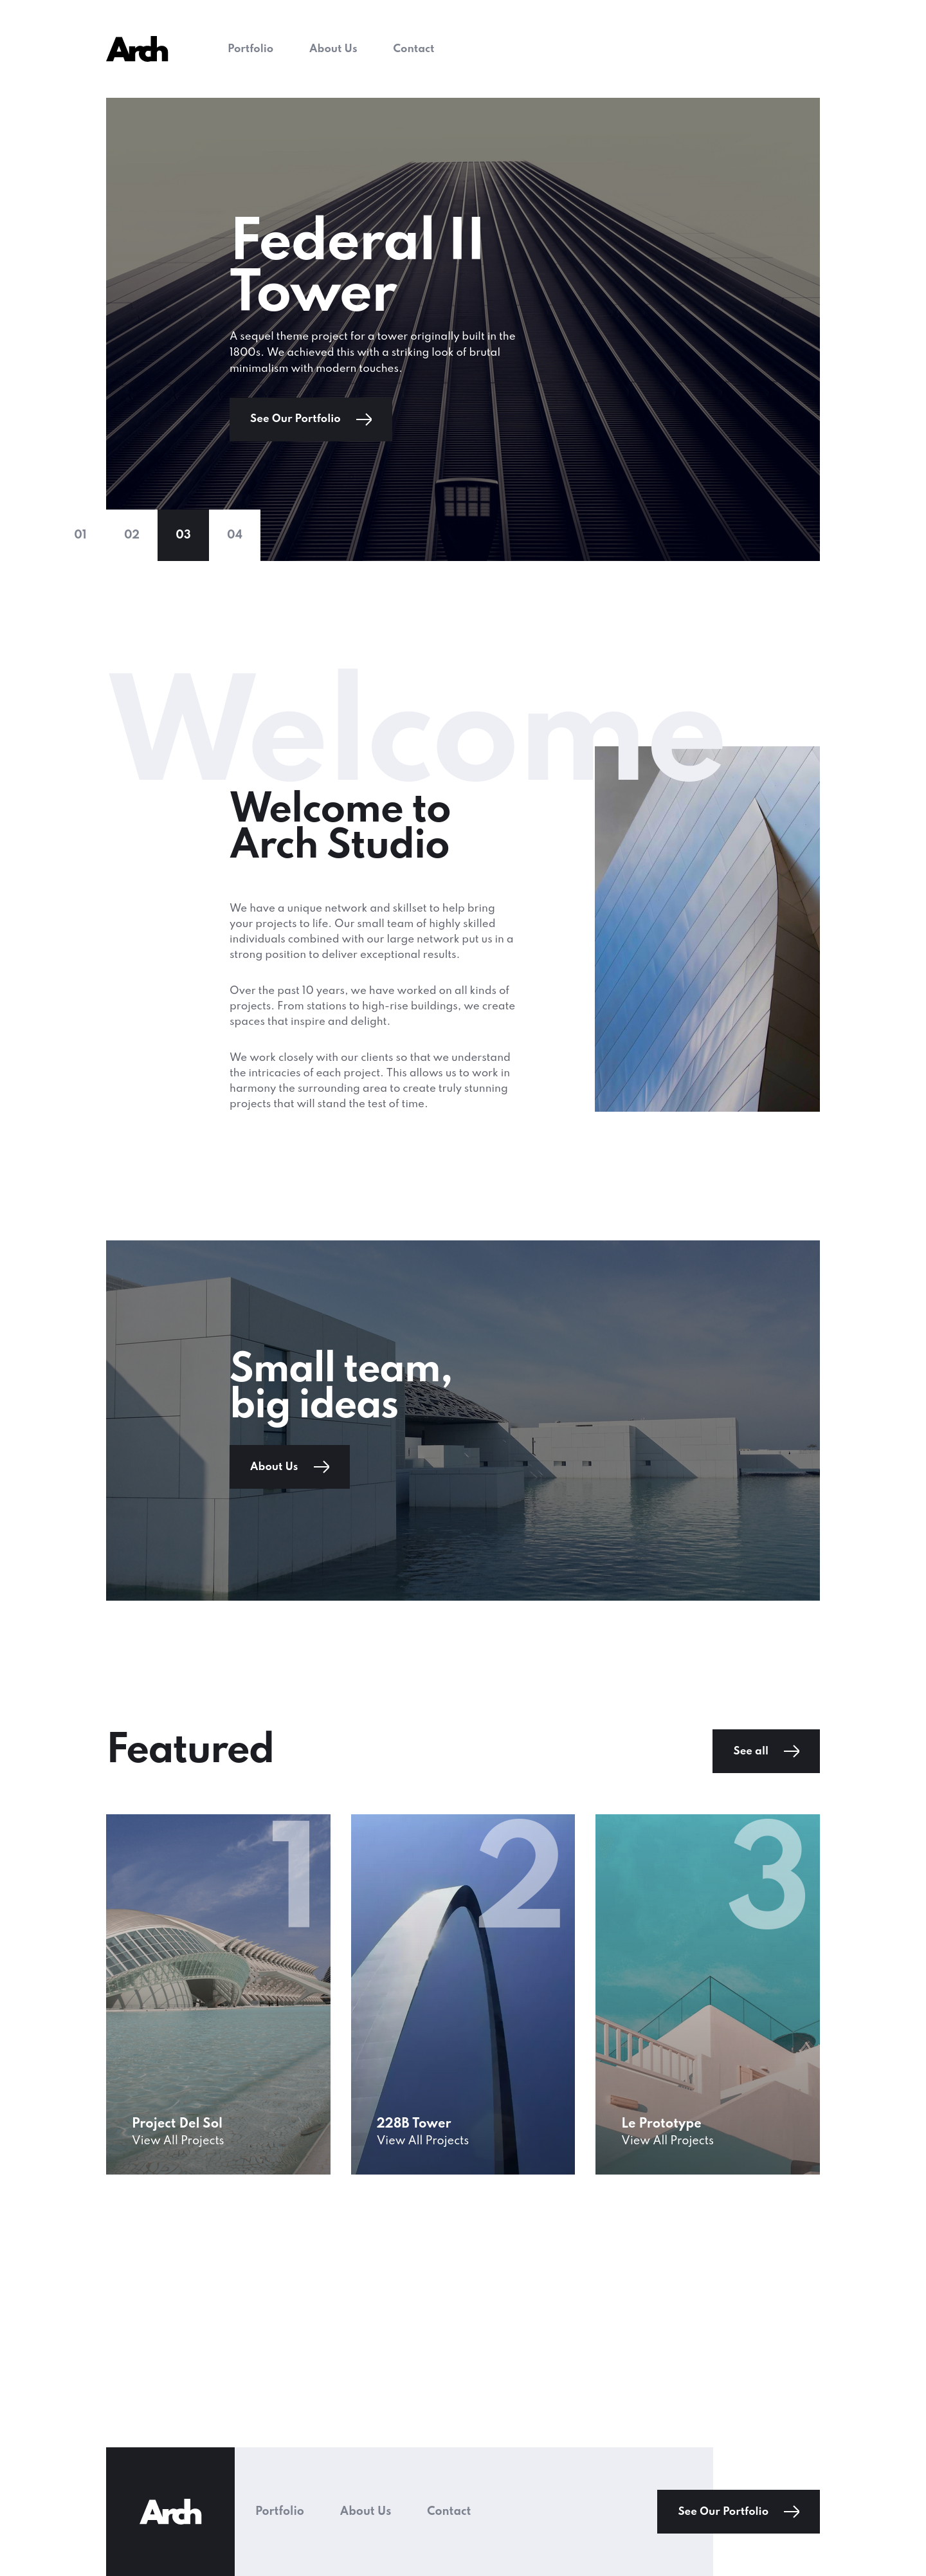 Arch
Portfolio
About Us
Contact
Federal II
Tower
A sequel theme project for a tower originally built in the
1800s. We achieved this with a striking look of brutal
minimalism with modern touches.
See Our Portfolio
01
02
03
04
Welcome
Welcome to
Arch Studio
We have a unique network and skillset to help bring
your projects to life. Our small team of highly skilled
individuals combined with our large network put us in a
strong position to deliver exceptional results.
Over the past 10 years, we have worked on all kinds of
projects. From stations to high-rise buildings, we create
spaces that inspire and delight.
We work closely with our clients so that we understand
the intricacies of each project. This allows us to work in
harmony the surrounding area to create truly stunning
projects that will stand the test of time.
Small team,
big ideas
About Us
Featured
See all
1
Project Del Sol
View All Projects
2
228B Tower
View All Projects
3
Le Prototype
View All Projects
Arch
Portfolio
About Us
Contact
See Our Portfolio